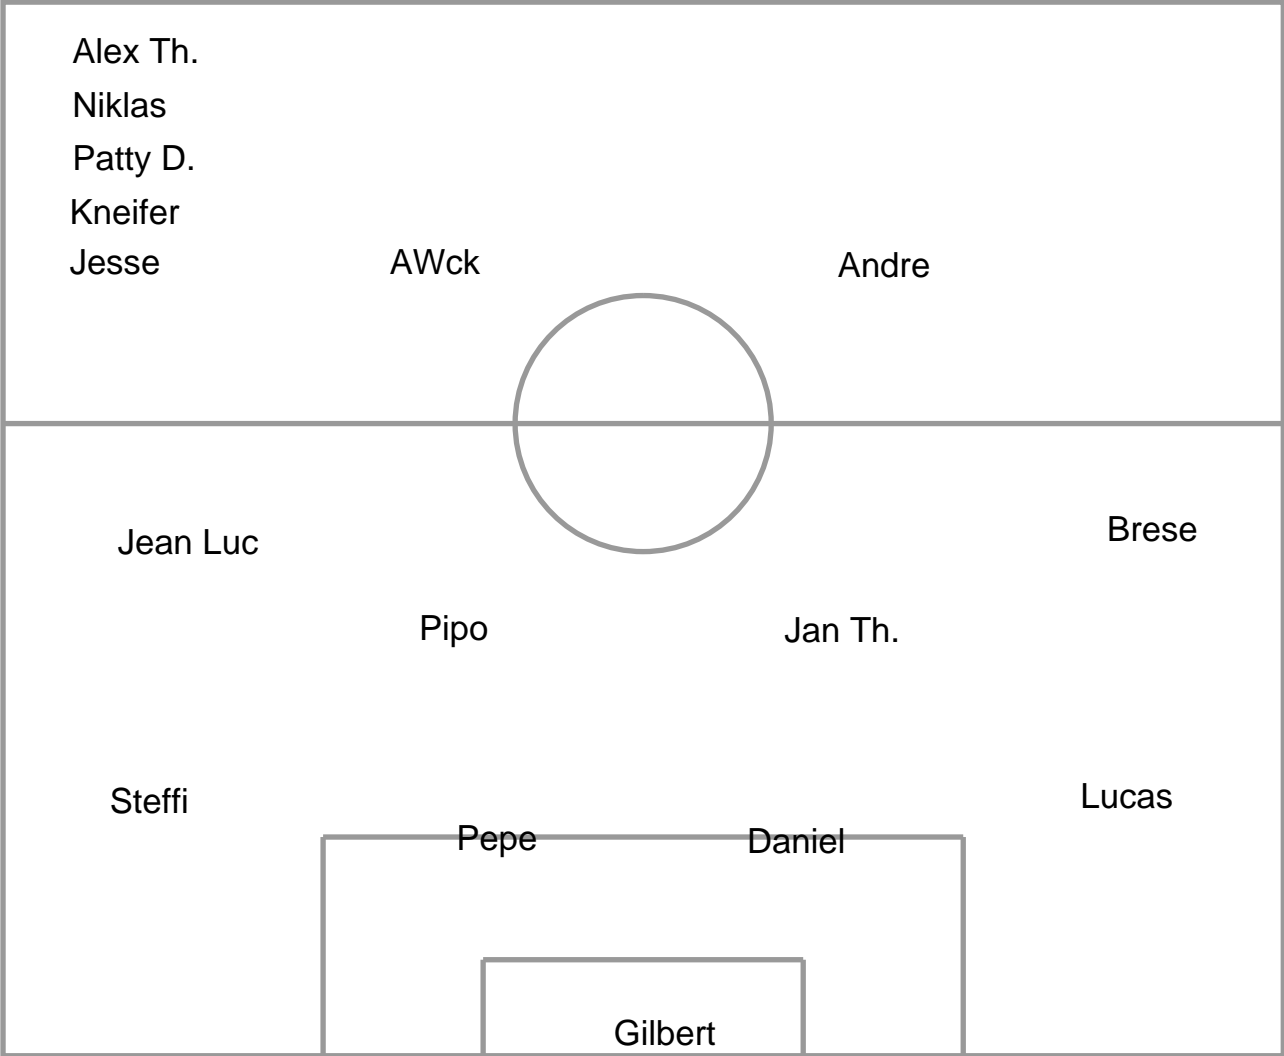 Alex Th.
Niklas
Patty D.
Kneifer
Jesse
AWck
Andre
Jean Luc
Brese
Pipo
Jan Th.
Steffi
Lucas
Pepe
Daniel
Gilbert